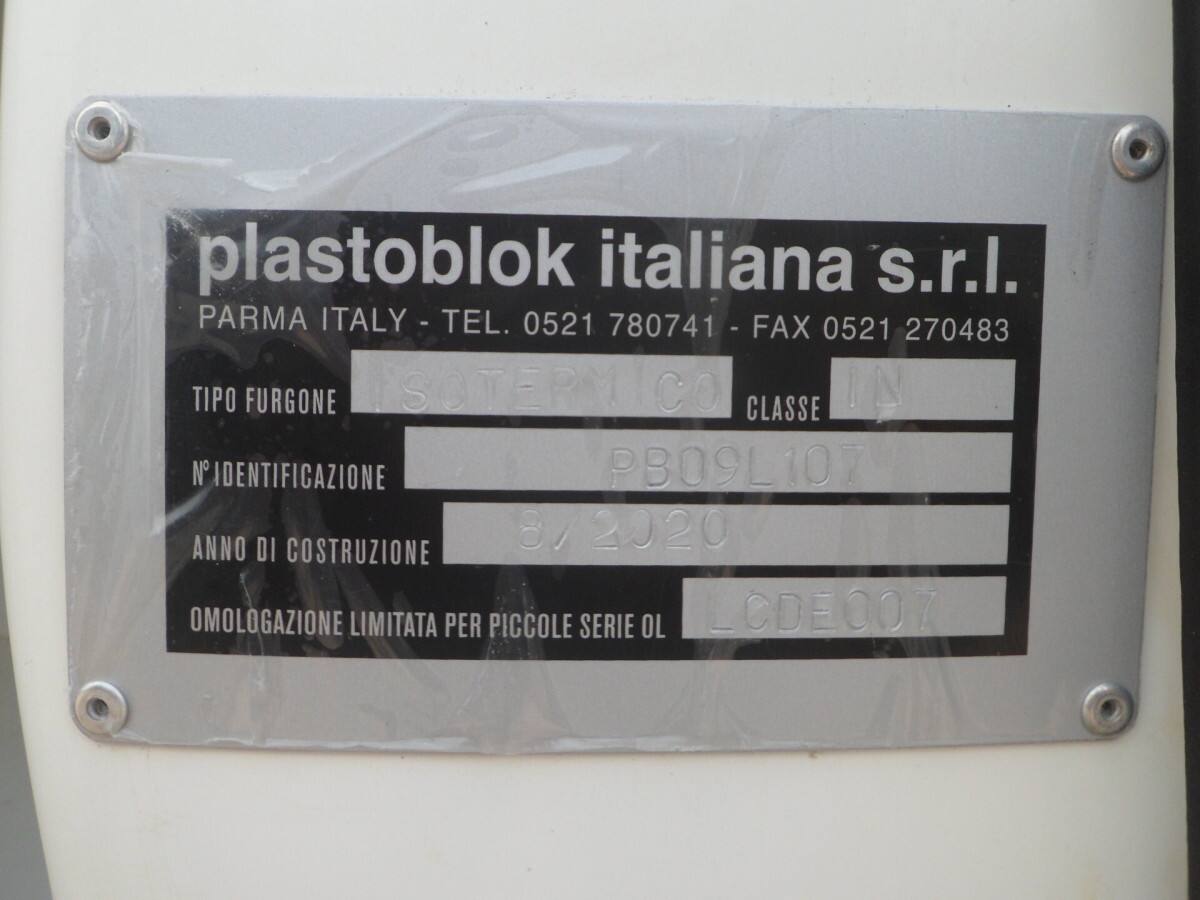 plastoblok italiana s.r.l.
PARMA ITALY - TEL. 0521 780741 - FAX 0521 270483
TIPO FURGONE ISOTERMICO CLASSE IN
N° IDENTIFICAZIONE PB09L107
ANNO DI COSTRUZIONE 8/2020
OMOLOGAZIONE LIMITATA PER PICCOLE SERIE OL LCDE007